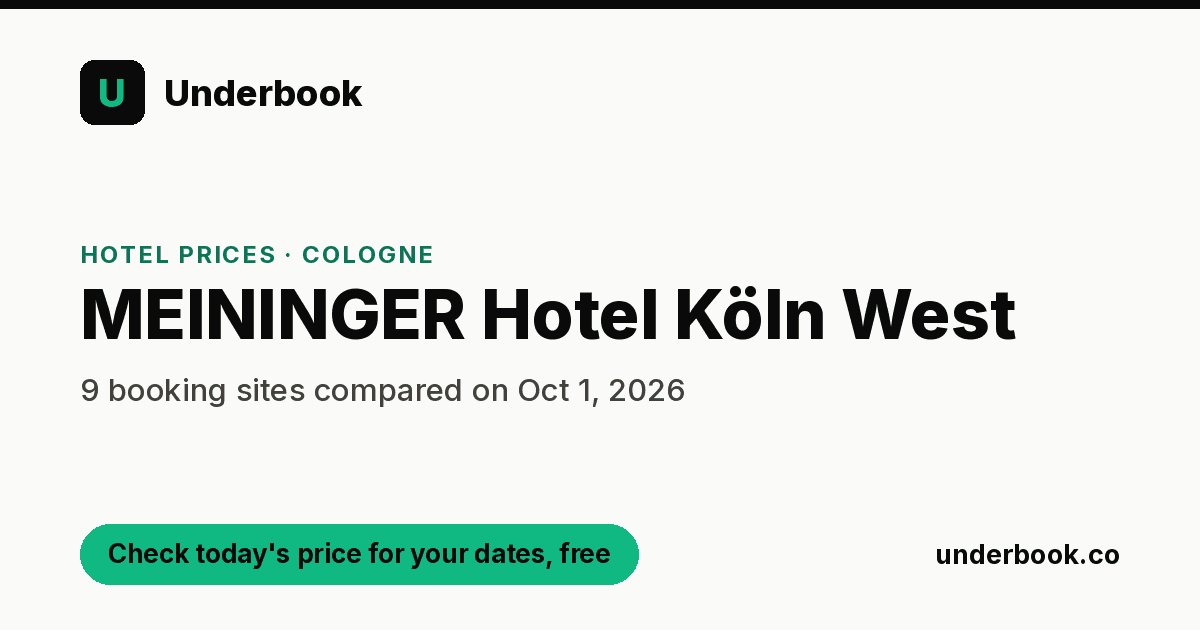 U Underbook
HOTEL PRICES · COLOGNE
MEININGER Hotel Köln West
9 booking sites compared on Oct 1, 2026
Check today's price for your dates, free
underbook.co